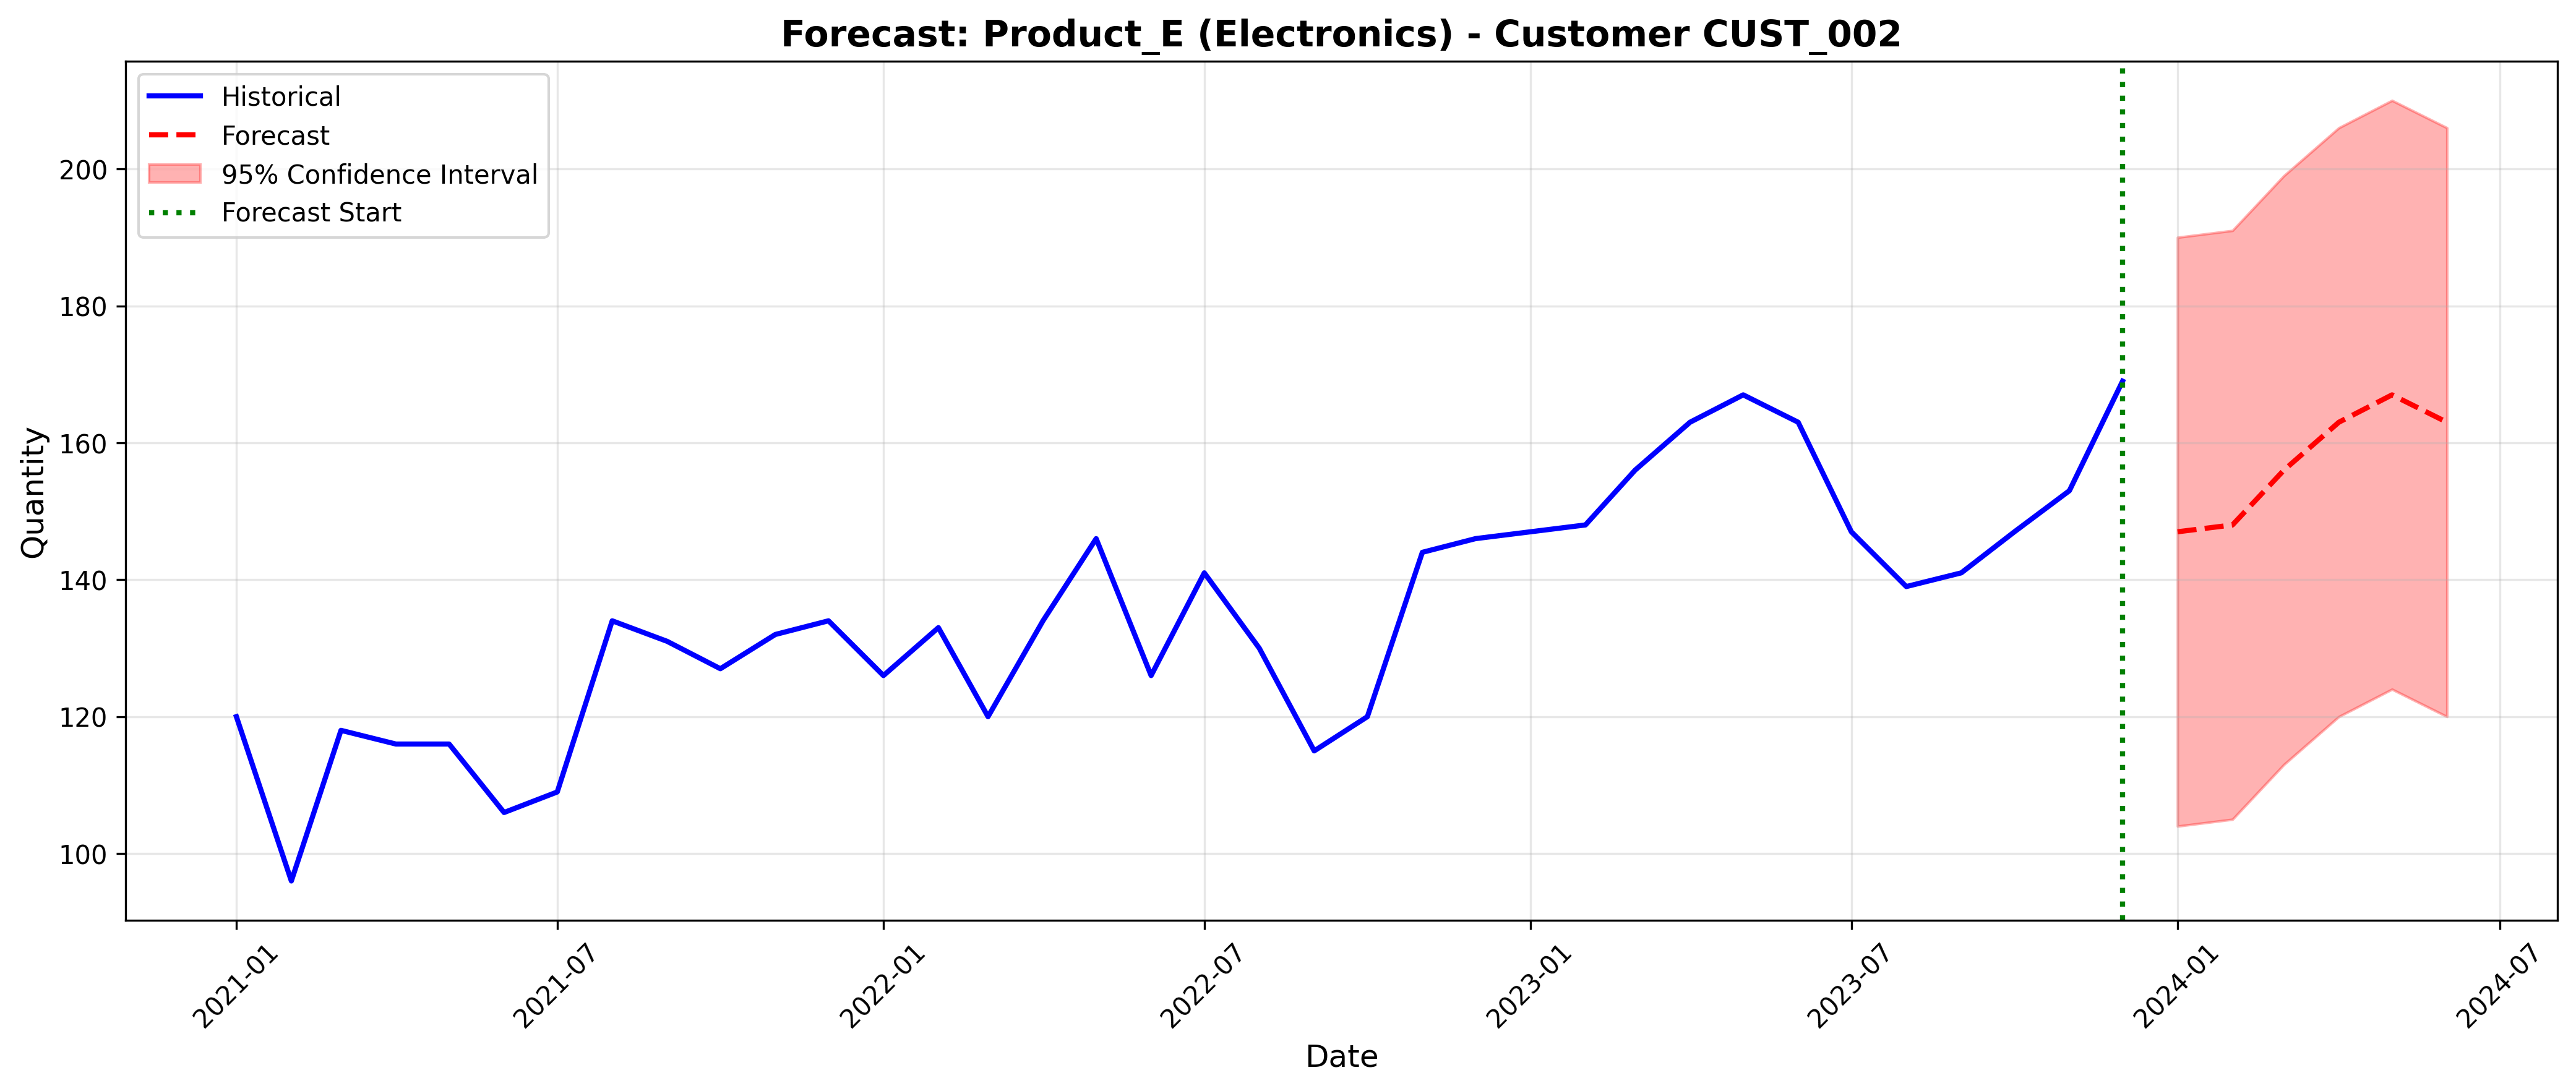 Forecast: Product_E (Electronics) - Customer CUST_002
Historical
Forecast
95% Confidence Interval
Forecast Start
Quantity
200
180
160
140
120
100
2021-01
2021-07
2022-01
2022-07
2023-01
2023-07
2024-01
2024-07
Date